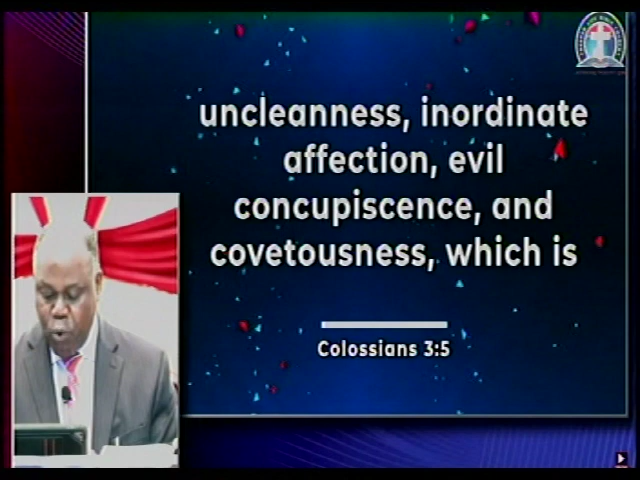 uncleanness, inordinate
affection, evil
concupiscence, and
covetousness, which is
Colossians 3:5